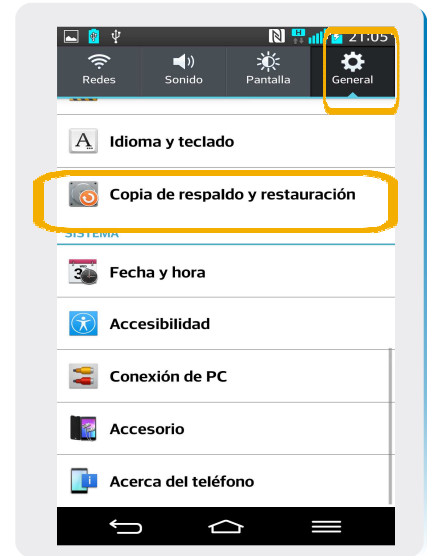 21:05
Redes
Sonido
Pantalla
General
Idioma y teclado
Copia de respaldo y restauración
SISTEMA
Fecha y hora
Accesibilidad
Conexión de PC
Accesorio
Acerca del teléfono